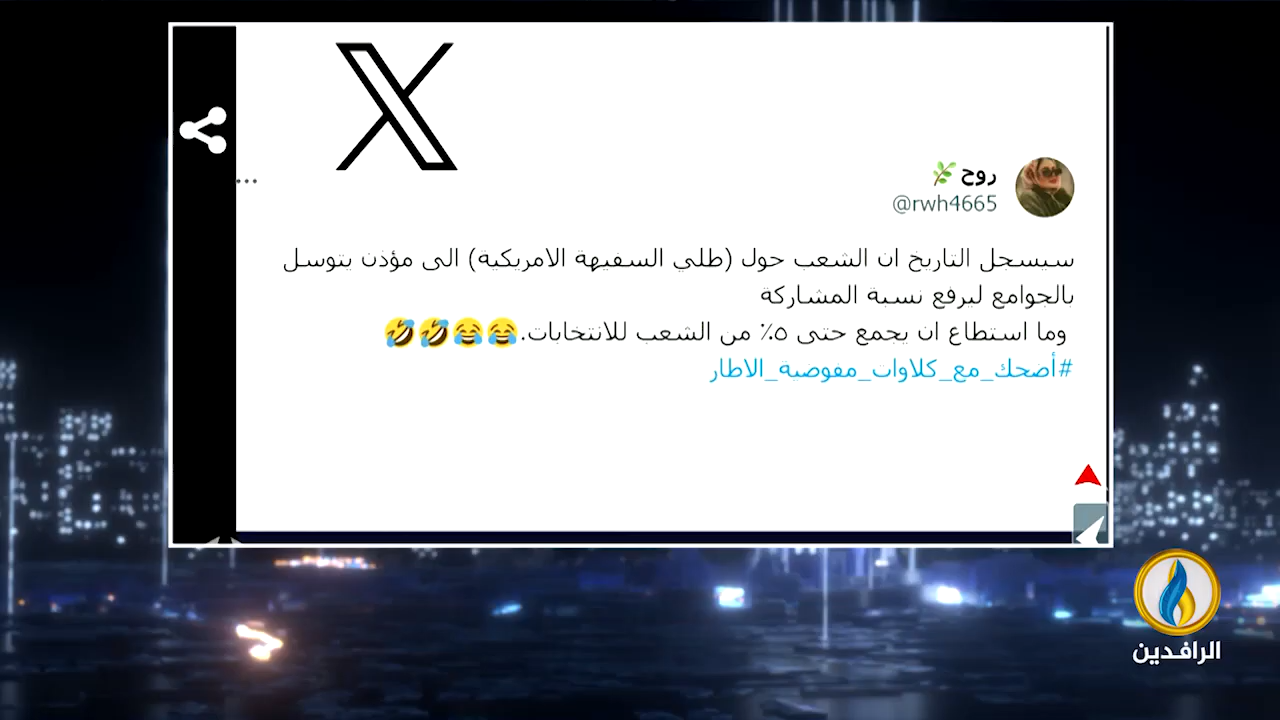 روح
@rwh4665
سيسجل التاريخ ان الشعب حول (طلي السفيهة الامريكية) الى مؤذن يتوسل
بالجوامع ليرفع نسبة المشاركة
وما استطاع ان يجمع حتى ٥٪ من الشعب للانتخابات.😂😂🤣🤣
#أضحك_مع_كلاوات_مفوضية_الاطار
الرافدين